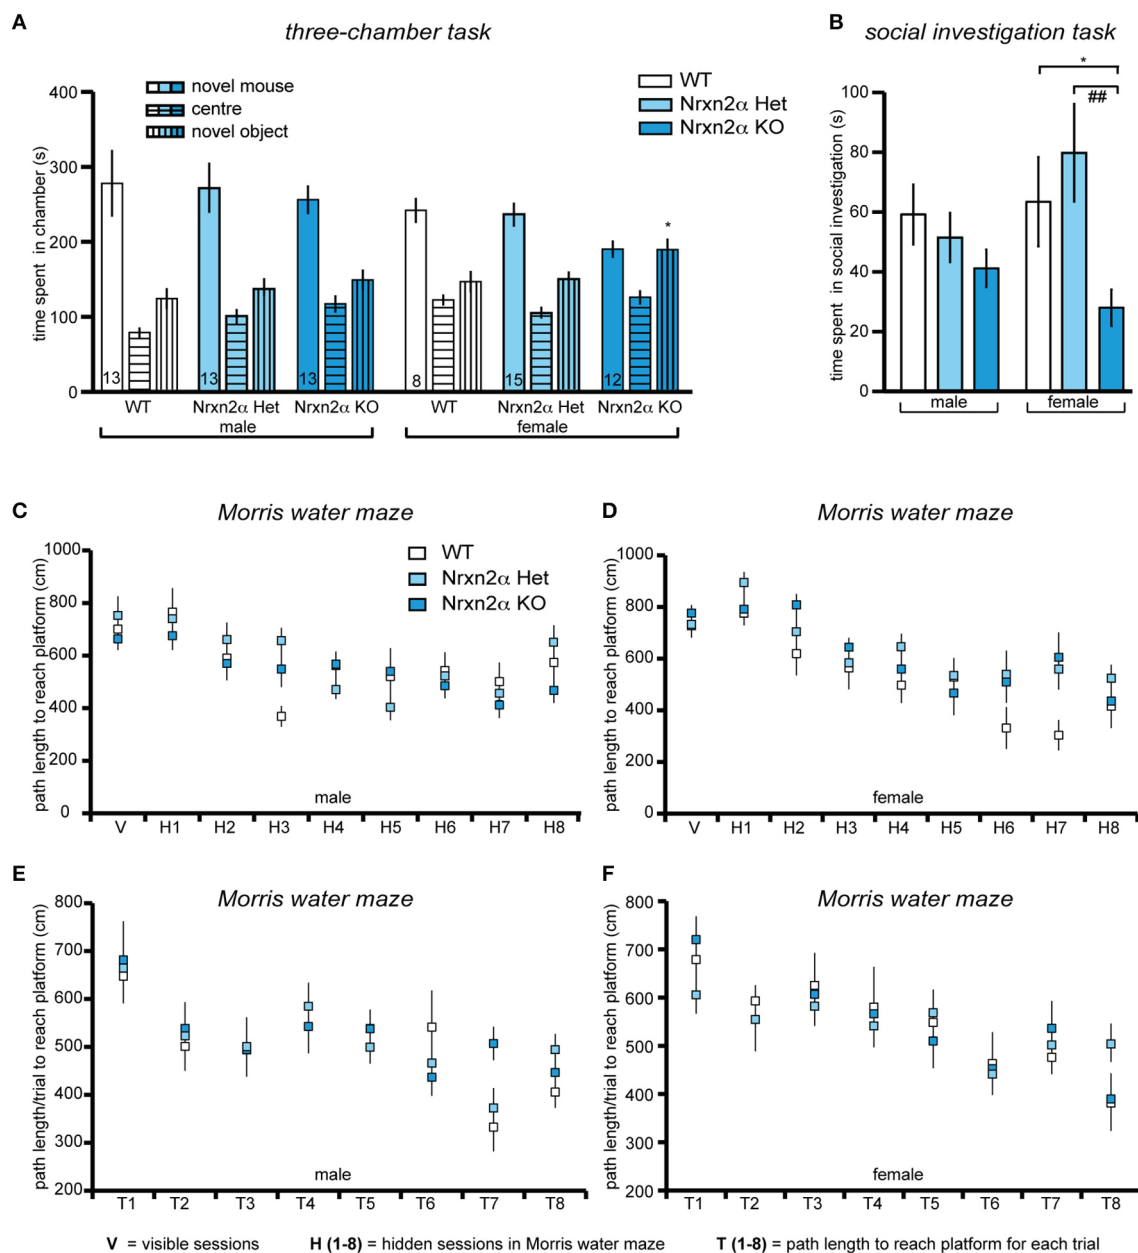 A
three-chamber task
novel mouse
centre
novel object
WT
Nrxn2α Het
Nrxn2α KO
time spent in chamber (s)
400
300
200
100
0
13
13
13
8
15
12
*
WT
Nrxn2α Het
Nrxn2α KO
WT
Nrxn2α Het
Nrxn2α KO
male
female
B
social investigation task
time spent in social investigation (s)
100
80
60
40
20
0
*
##
male
female
C
Morris water maze
path length to reach platform (cm)
1000
800
600
400
200
0
WT
Nrxn2α Het
Nrxn2α KO
male
V H1 H2 H3 H4 H5 H6 H7 H8
D
Morris water maze
path length to reach platform (cm)
1000
800
600
400
200
0
female
V H1 H2 H3 H4 H5 H6 H7 H8
E
Morris water maze
path length/trial to reach platform (cm)
800
700
600
500
400
300
200
male
T1 T2 T3 T4 T5 T6 T7 T8
F
Morris water maze
path length/trial to reach platform (cm)
800
700
600
500
400
300
200
female
T1 T2 T3 T4 T5 T6 T7 T8
V = visible sessions H (1-8) = hidden sessions in Morris water maze T (1-8) = path length to reach platform for each trial